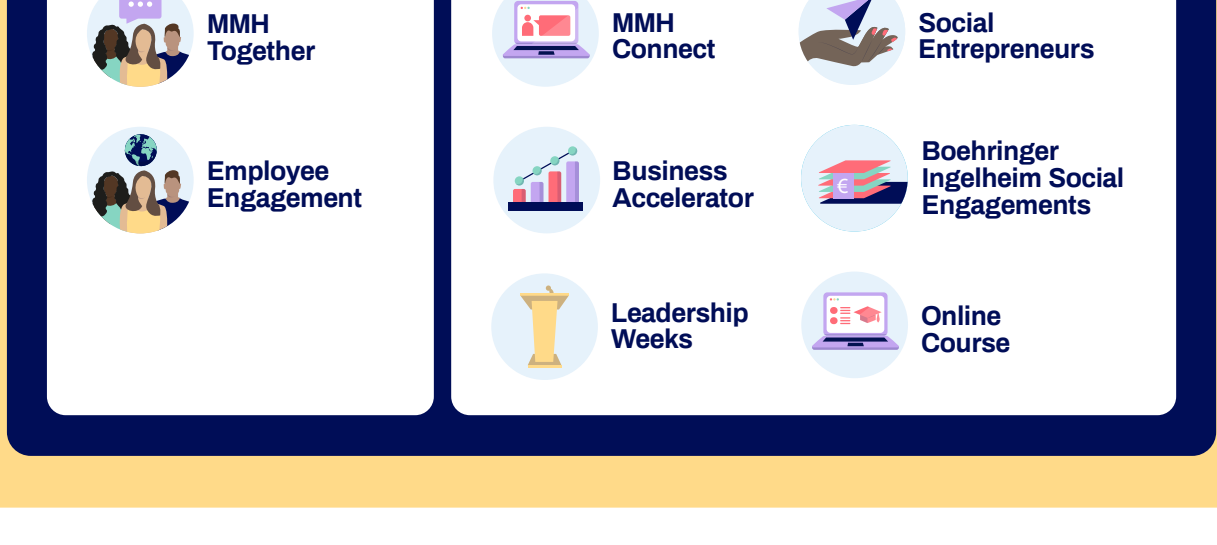 MMH
Together
Employee
Engagement
MMH
Connect
Social
Entrepreneurs
Business
Accelerator
€
Boehringer
Ingelheim Social
Engagements
Leadership
Weeks
Online
Course